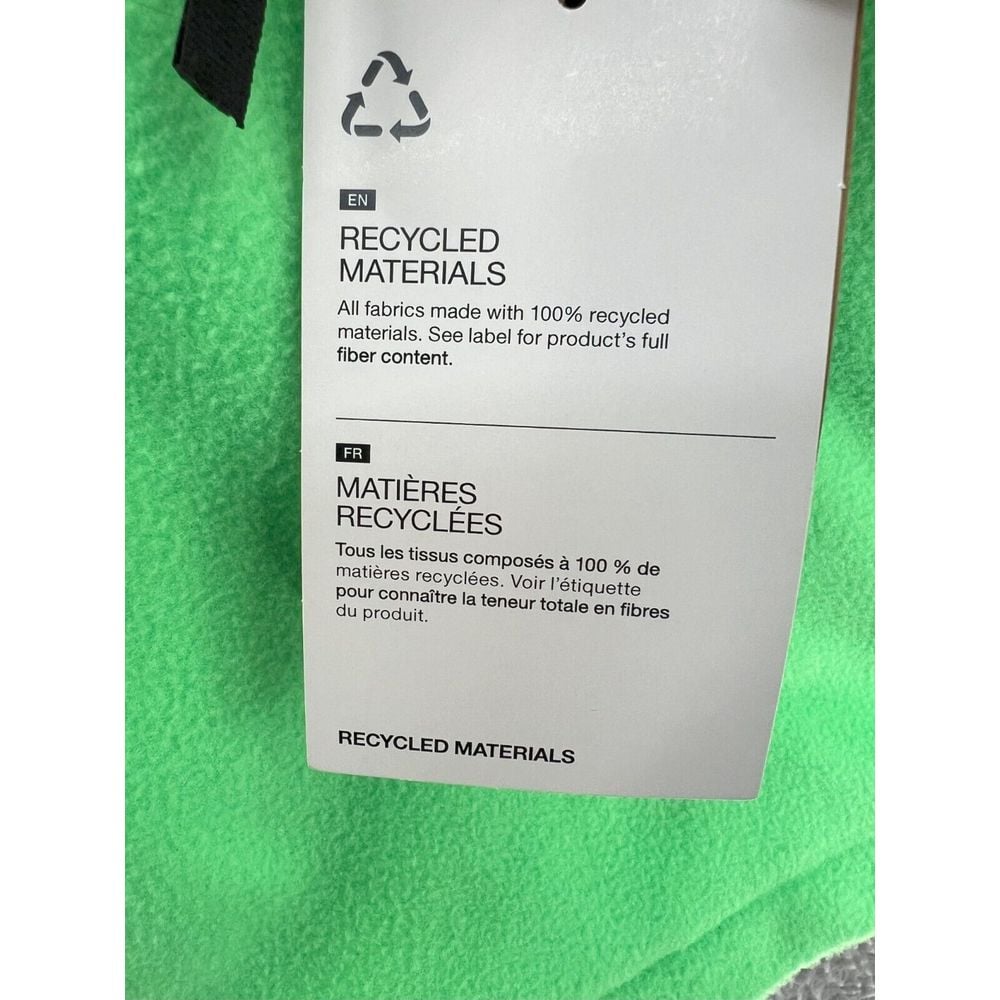 EN
RECYCLED
MATERIALS
All fabrics made with 100% recycled
materials. See label for product's full
fiber content.
FR
MATIÈRES
RECYCLÉES
Tous les tissus composés à 100 % de
matières recyclées. Voir l'étiquette
pour connaître la teneur totale en fibres
du produit.
RECYCLED MATERIALS